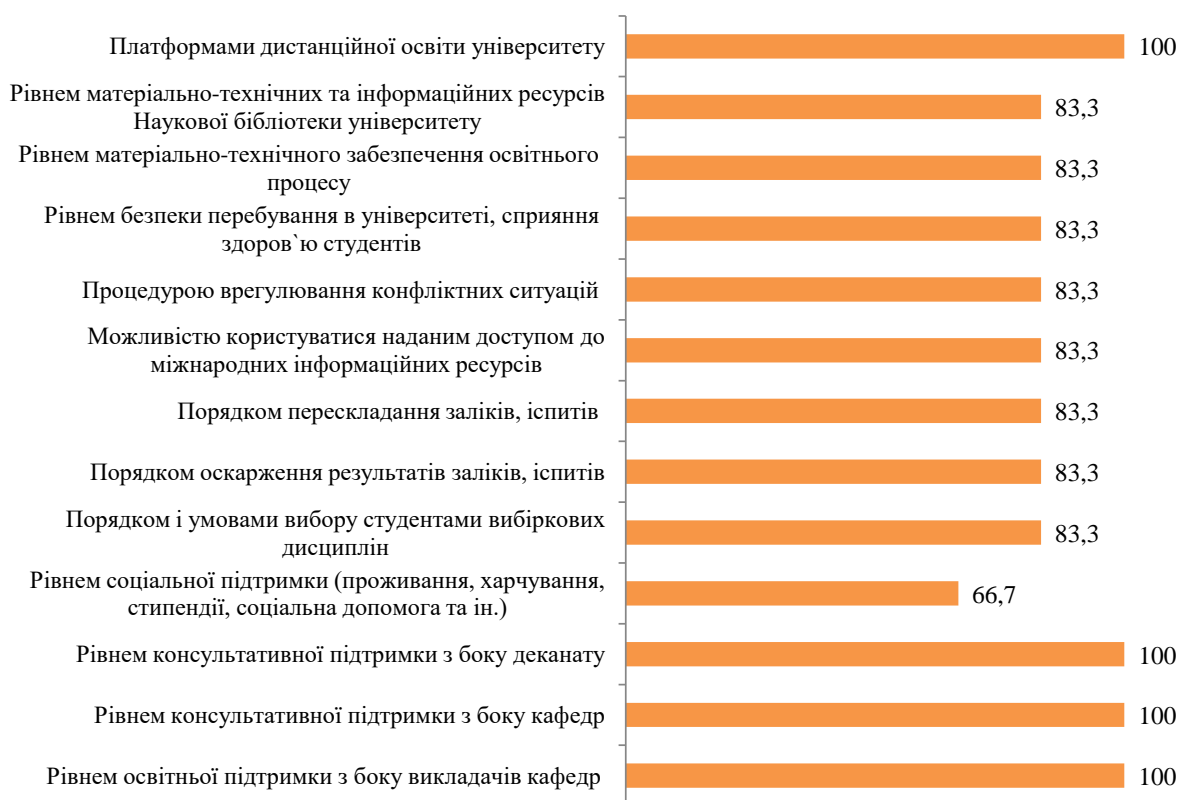 Платформами дистанційної освіти університету
100
Рівнем матеріально-технічних та інформаційних ресурсів
Наукової бібліотеки університету
83,3
Рівнем матеріально-технічного забезпечення освітнього
процесу
83,3
Рівнем безпеки перебування в університеті, сприяння
здоров`ю студентів
83,3
Процедурою врегулювання конфліктних ситуацій
83,3
Можливістю користуватися наданим доступом до
міжнародних інформаційних ресурсів
83,3
Порядком перескладання заліків, іспитів
83,3
Порядком оскарження результатів заліків, іспитів
83,3
Порядком і умовами вибору студентами вибіркових
дисциплін
83,3
Рівнем соціальної підтримки (проживання, харчування,
стипендії, соціальна допомога та ін.)
66,7
Рівнем консультативної підтримки з боку деканату
100
Рівнем консультативної підтримки з боку кафедр
100
Рівнем освітньої підтримки з боку викладачів кафедр
100